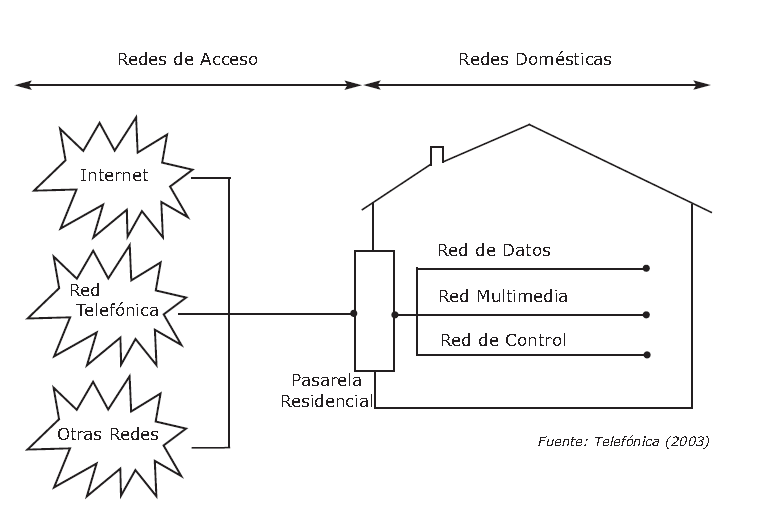 Redes de Acceso
Redes Domésticas
Internet
Red
Telefónica
Otras Redes
Pasarela
Residencial
Red de Datos
Red Multimedia
Red de Control
Fuente: Telefónica (2003)